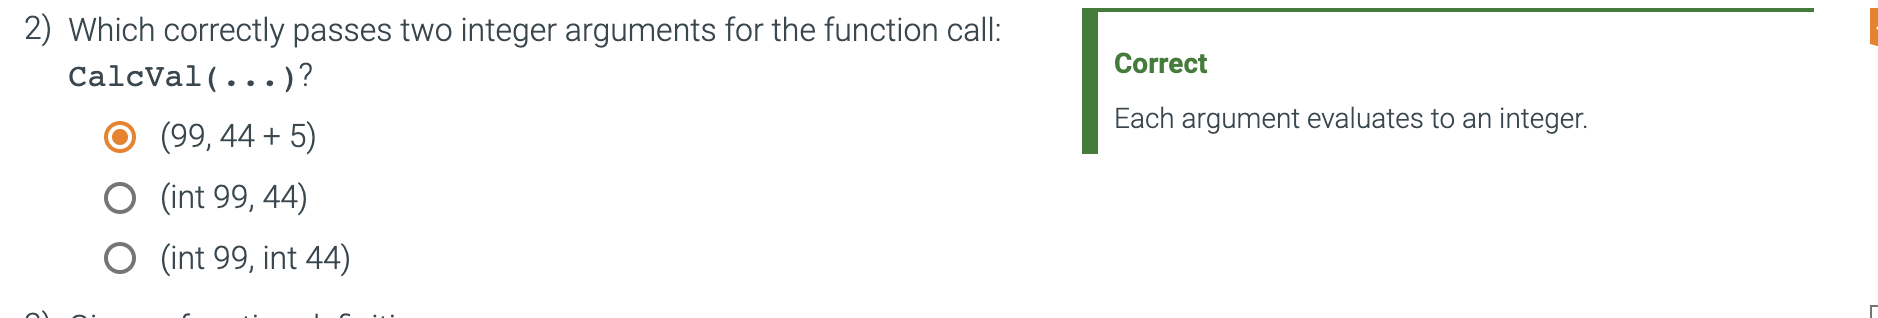 2) Which correctly passes two integer arguments for the function call:
CalcVal(...)?
(99, 44 + 5)
(int 99, 44)
(int 99, int 44)
Correct
Each argument evaluates to an integer.